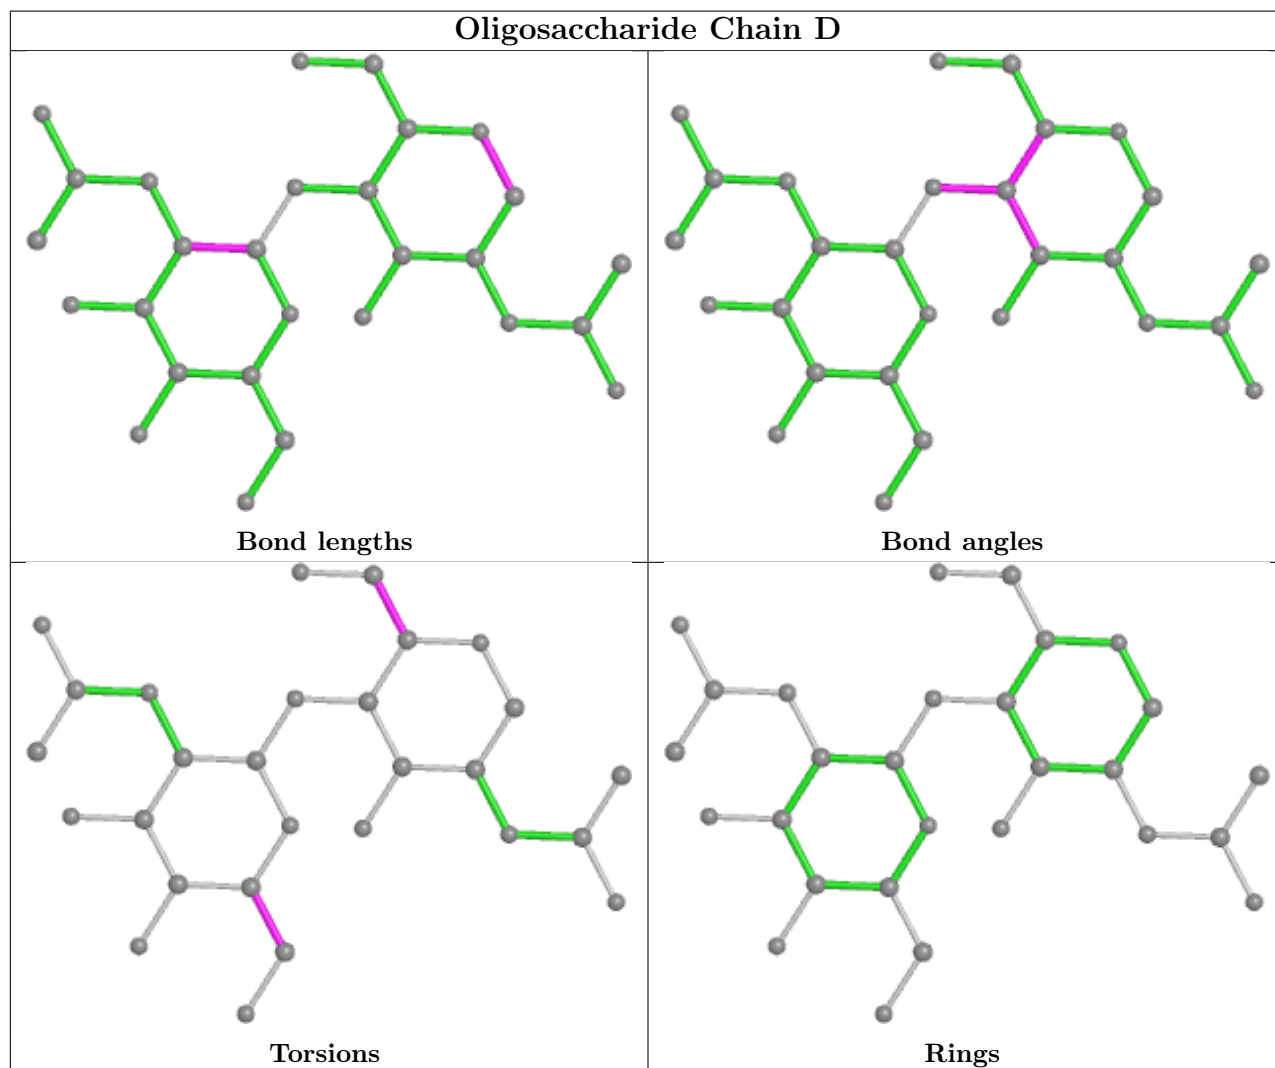 Oligosaccharide Chain D
Bond lengths
Bond angles
Torsions
Rings